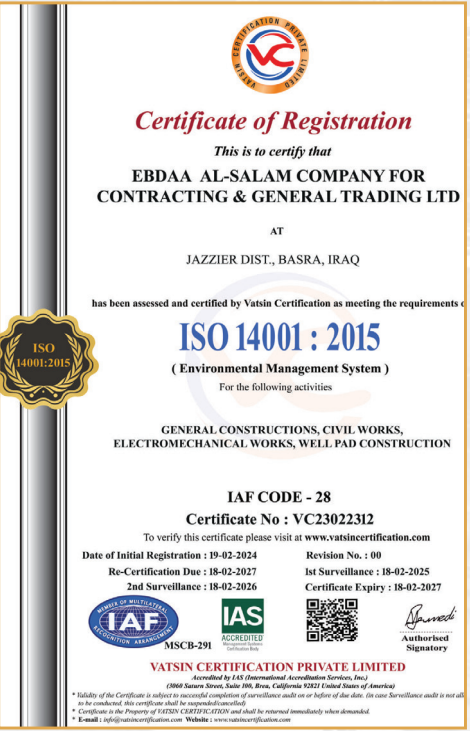 VATSIN CERTIFICATION PRIVATE LIMITED
VC
Certificate of Registration
This is to certify that
EBDAA AL-SALAM COMPANY FOR
CONTRACTING & GENERAL TRADING LTD
AT
JAZZIER DIST., BASRA, IRAQ
has been assessed and certified by Vatsin Certification as meeting the requirements o
ISO 14001 : 2015
ISO
14001:2015
( Environmental Management System )
For the following activities
GENERAL CONSTRUCTIONS, CIVIL WORKS,
ELECTROMECHANICAL WORKS, WELL PAD CONSTRUCTION
IAF CODE - 28
Certificate No : VC23022312
To verify this certificate please visit at www.vatsincertification.com
Date of Initial Registration : 19-02-2024
Revision No. : 00
Re-Certification Due : 18-02-2027
Ist Surveillance : 18-02-2025
2nd Surveillance : 18-02-2026
Certificate Expiry : 18-02-2027
MEMBER OF MULTILATERAL
IAF
RECOGNITION ARRANGEMENT
MSCB-291
IAS
ACCREDITED
Management Systems
Certification Body
Authorised
Signatory
VATSIN CERTIFICATION PRIVATE LIMITED
Accredited by IAS (International Accreditation Services, Inc.)
(3060 Saturn Street, Suite 100, Brea, California 92821 United States of America)
* Validity of the Certificate is subject to successful completion of surveillance audit on or before of due date. (in case Surveillance audit is not all
to be conducted, this certificate shall be suspended/cancelled)
* Certificate is the Property of VATSIN CERTIFICATION and shall be returned immediately when demanded.
* E-mail : info@vatsincertification.com Website : www.vatsincertification.com